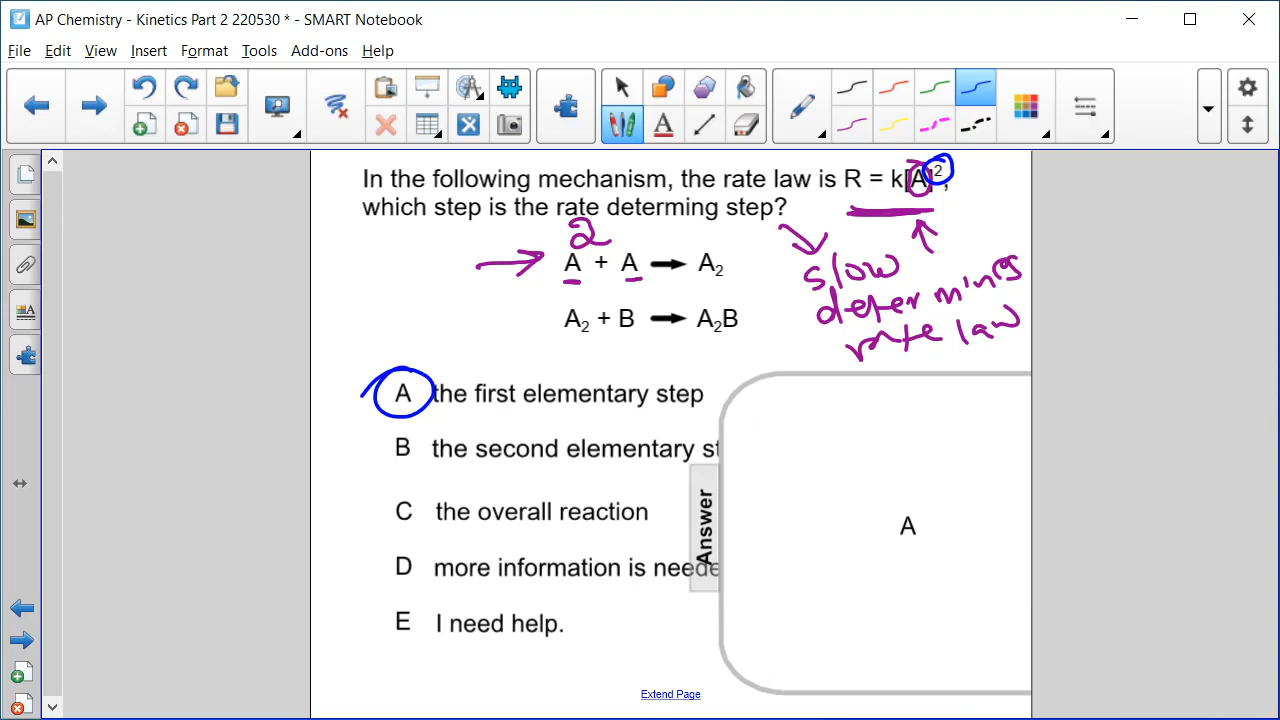 AP Chemistry - Kinetics Part 2 220530 * - SMART Notebook
File Edit View Insert Format Tools Add-ons Help
In the following mechanism, the rate law is R = k[A]²,
which step is the rate determing step?
2
A + A → A₂
slow
determines
rate law
A₂ + B → A₂B
A the first elementary step
B the second elementary st
C the overall reaction
D more information is neede
E I need help.
Answer
A
Extend Page